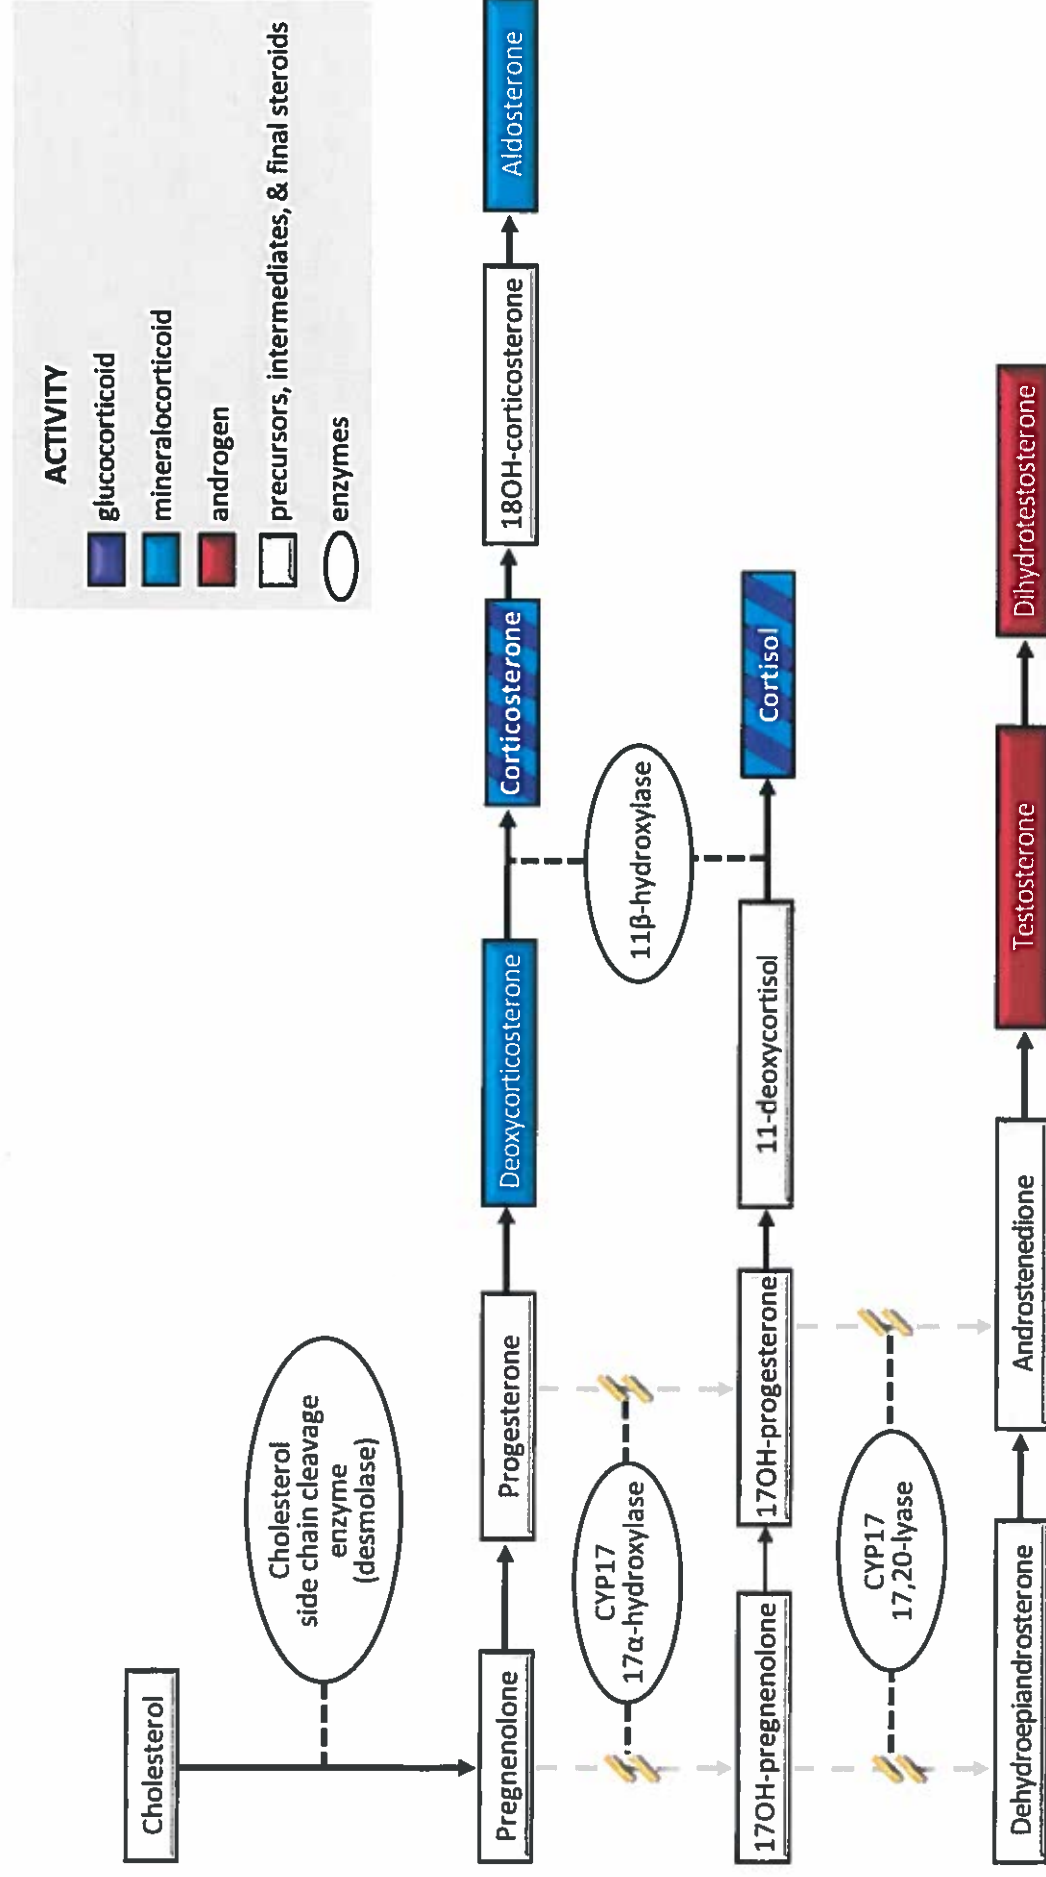 ACTIVITY
glucocorticoid
mineralocorticoid
androgen
precursors, intermediates, & final steroids
enzymes
Cholesterol
Cholesterol
side chain cleavage
enzyme
(desmolase)
Pregnenolone
Progesterone
Deoxycorticosterone
Corticosterone
18OH-corticosterone
Aldosterone
CYP17
17α-hydroxylase
11β-hydroxylase
17OH-pregnenolone
17OH-progesterone
11-deoxycortisol
Cortisol
CYP17
17,20-lyase
Dehydroepiandrosterone
Androstenedione
Testosterone
Dihydrotestosterone